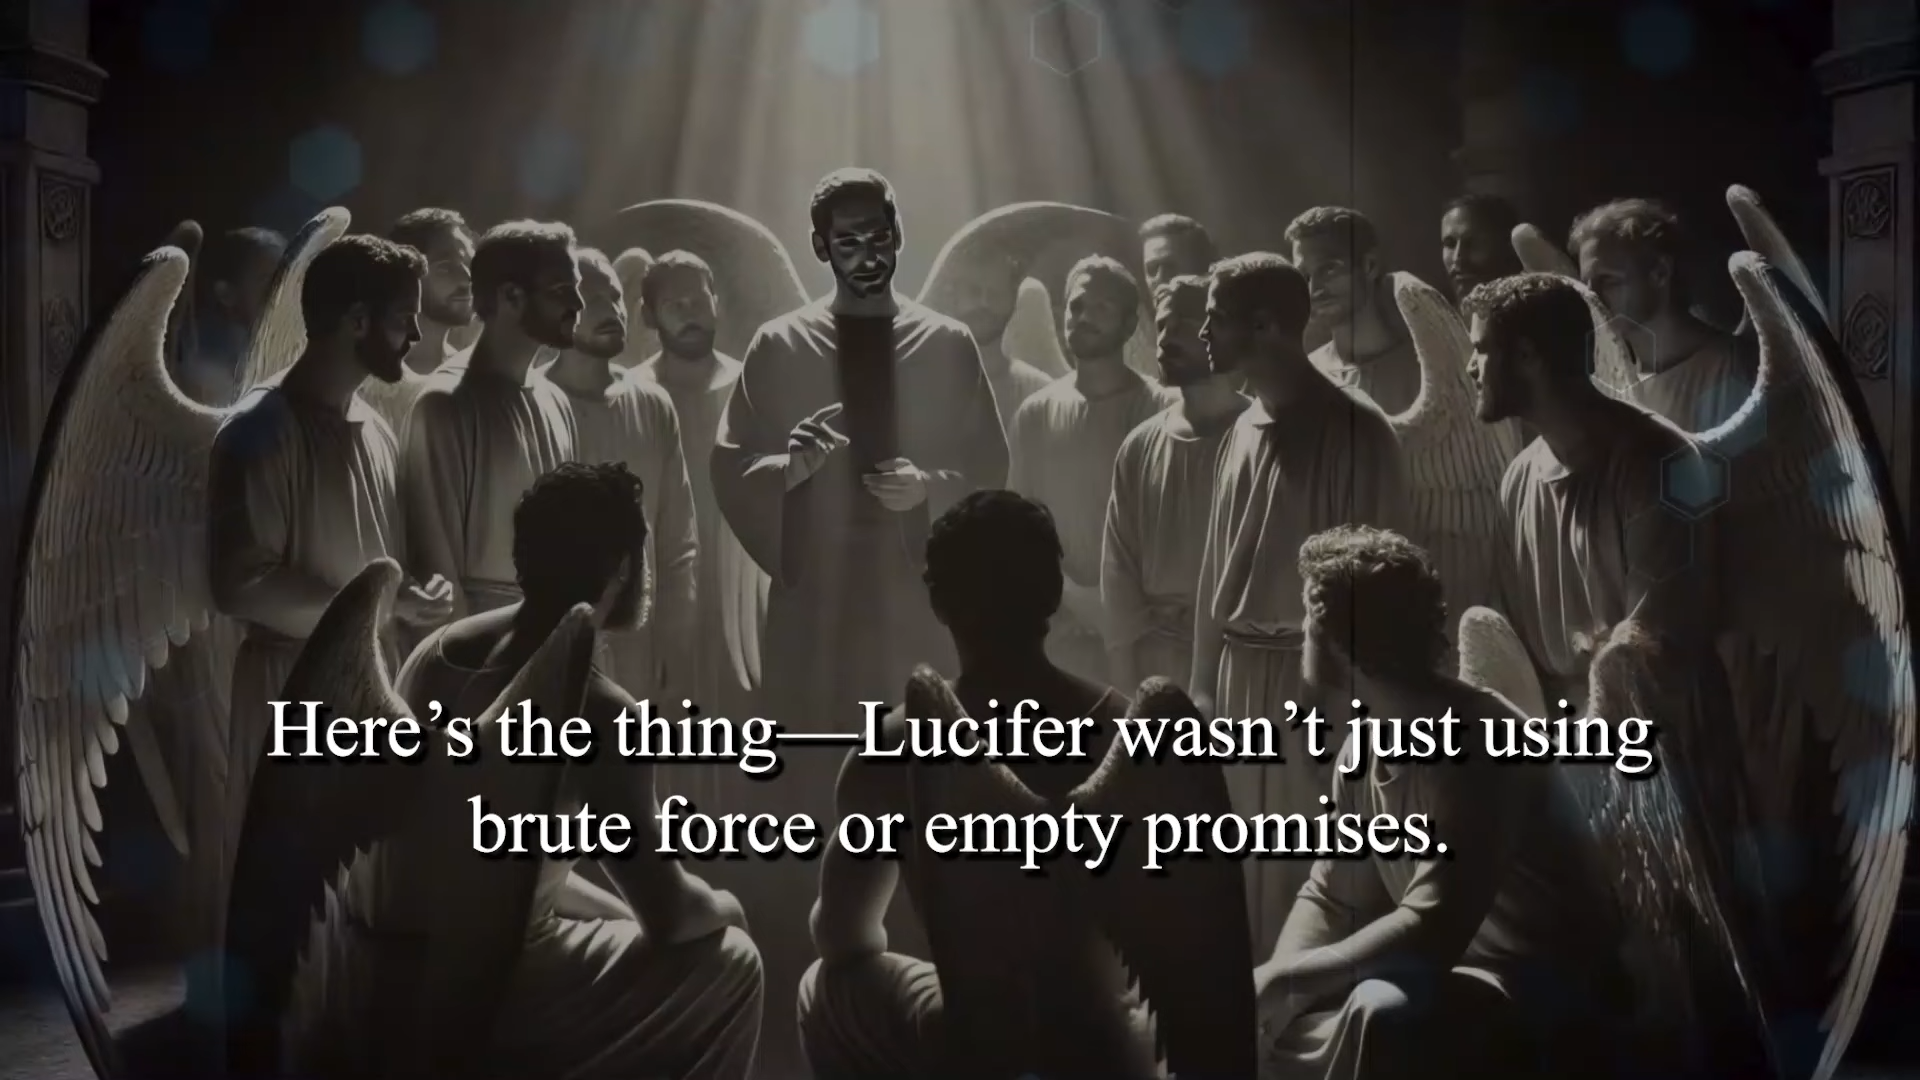 Here’s the thing—Lucifer wasn’t just using
brute force or empty promises.